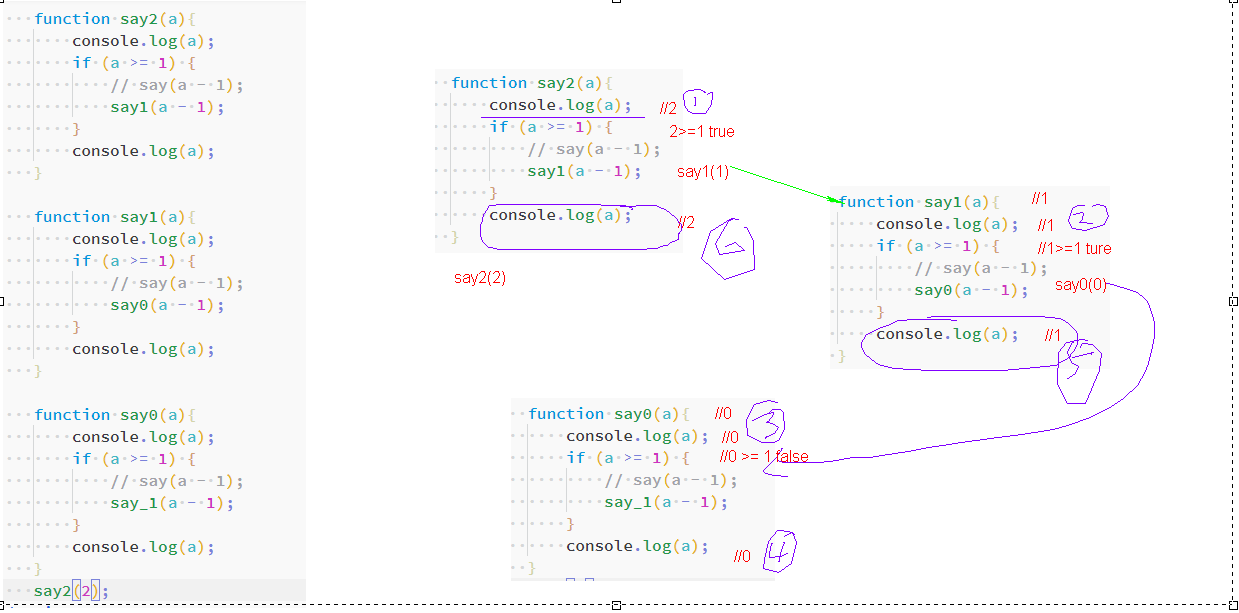 function say2(a){
console.log(a);
if (a >= 1) {
// say(a - 1);
say1(a - 1);
}
console.log(a);
}
function say1(a){
console.log(a);
if (a >= 1) {
// say(a - 1);
say0(a - 1);
}
console.log(a);
}
function say0(a){
console.log(a);
if (a >= 1) {
// say(a - 1);
say_1(a - 1);
}
console.log(a);
}
say2(2);
function say2(a){
console.log(a); //2 1
if (a >= 1) { 2>=1 true
// say(a - 1);
say1(a - 1); say1(1)
}
console.log(a); //2
}
6
say2(2)
function say1(a){ //1
console.log(a); //1 2
if (a >= 1) { //1>=1 ture
// say(a - 1);
say0(a - 1); say0(0)
}
console.log(a); //1
}
5
function say0(a){ //0
console.log(a); //0 3
if (a >= 1) { //0 >= 1 false
// say(a - 1);
say_1(a - 1);
}
console.log(a); //0 4
}